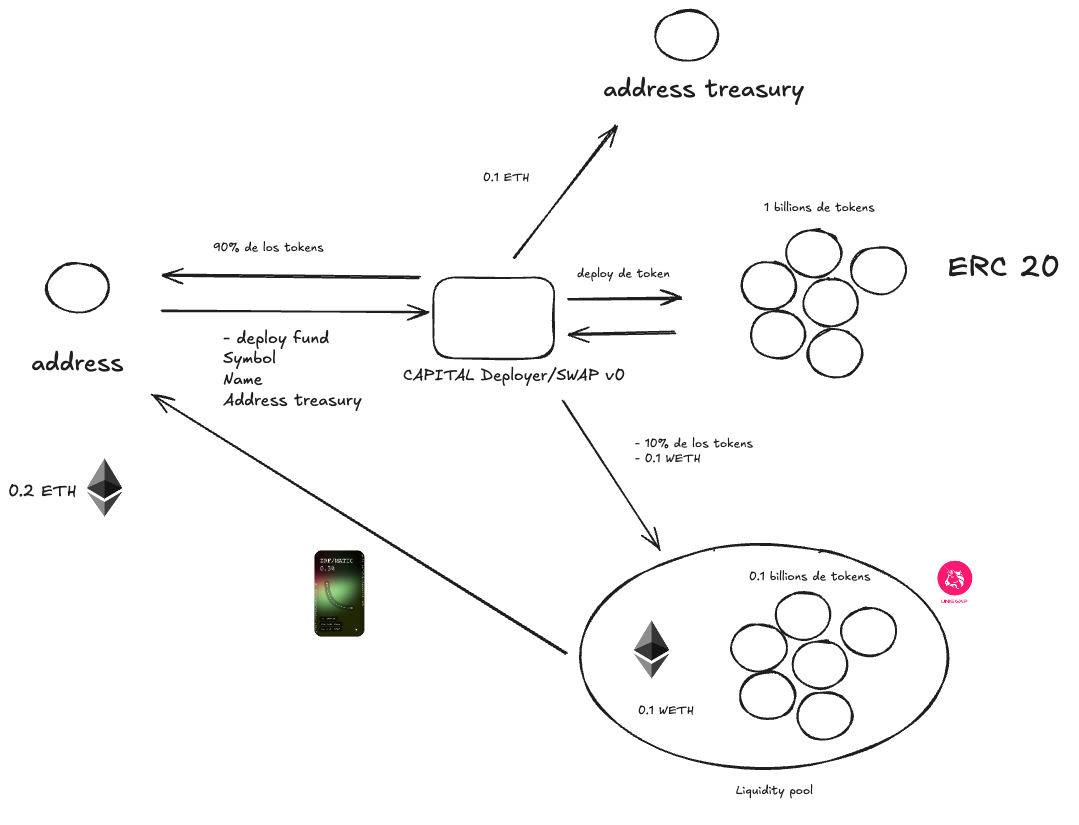 address treasury
0.1 ETH
1 billions de tokens
90% de los tokens
deploy de token
ERC 20
- deploy fund
Symbol
Name
Address treasury
address
CAPITAL Deployer/SWAP v0
- 10% de los tokens
- 0.1 WETH
0.2 ETH
0.3%
0.1 billions de tokens
UNISWAP
0.1 WETH
Liquidity pool